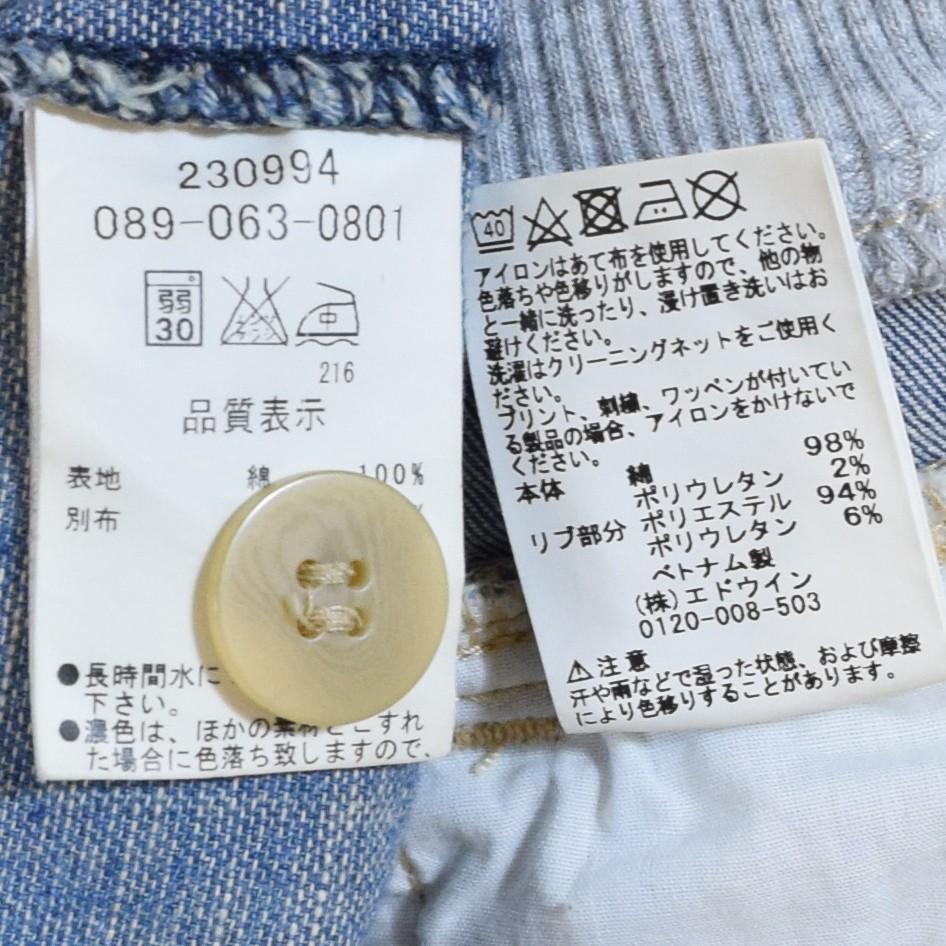 230994
089-063-0801
弱
30
中
216
品質表示
表地 綿 100%
別布 %
●長時間水に
下さい。
●濃色は、ほかの素材とこすれ
た場合に色落ち致しますので、
40
アイロンはあて布を使用してください。
色落ちや色移りがしますので、他の物
と一緒に洗ったり、浸け置き洗いはお
避けください。
洗濯はクリーニングネットをご使用く
ださい。
プリント、刺繍、ワッペンが付いてい
る製品の場合、アイロンをかけないで
ください。
本体 綿 98%
ポリウレタン 2%
リブ部分 ポリエステル 94%
ポリウレタン 6%
ベトナム製
(株)エドウイン
0120-008-503
⚠注意
汗や雨などで湿った状態、および摩擦
により色移りすることがあります。